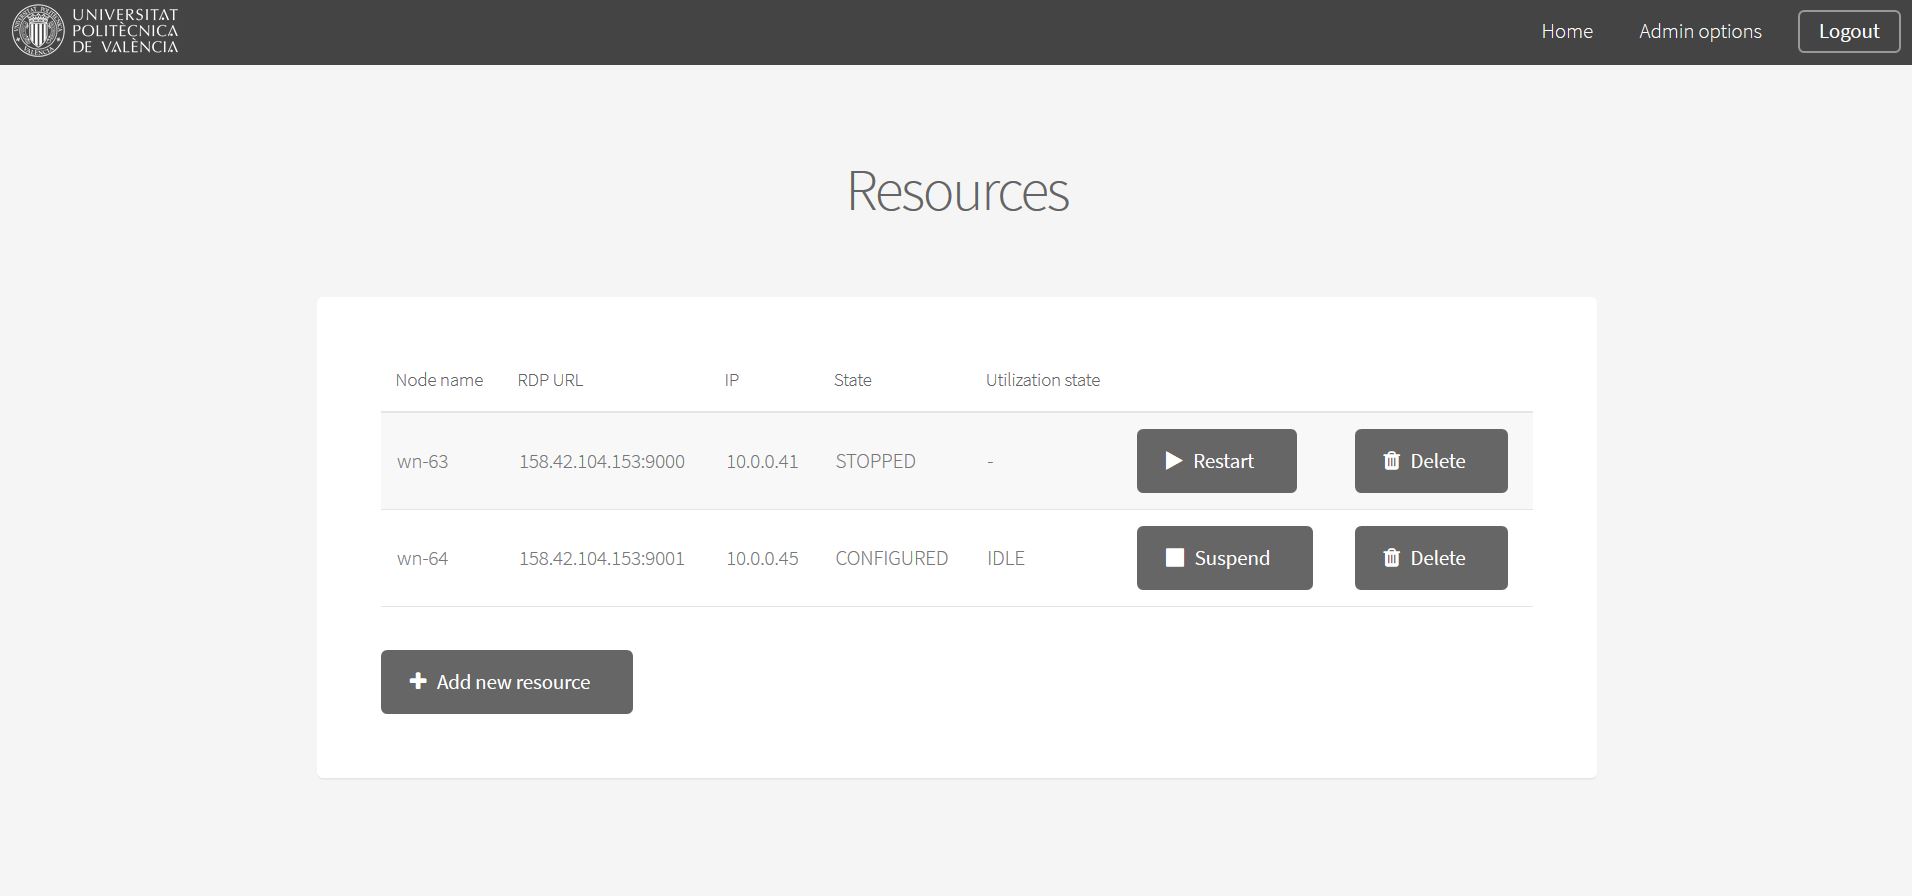 UNIVERSITAT
POLITÈCNICA
DE VALÈNCIA
Home Admin options Logout
Resources
Node name RDP URL IP State Utilization state
wn-63 158.42.104.153:9000 10.0.0.41 STOPPED - Restart Delete
wn-64 158.42.104.153:9001 10.0.0.45 CONFIGURED IDLE Suspend Delete
Add new resource